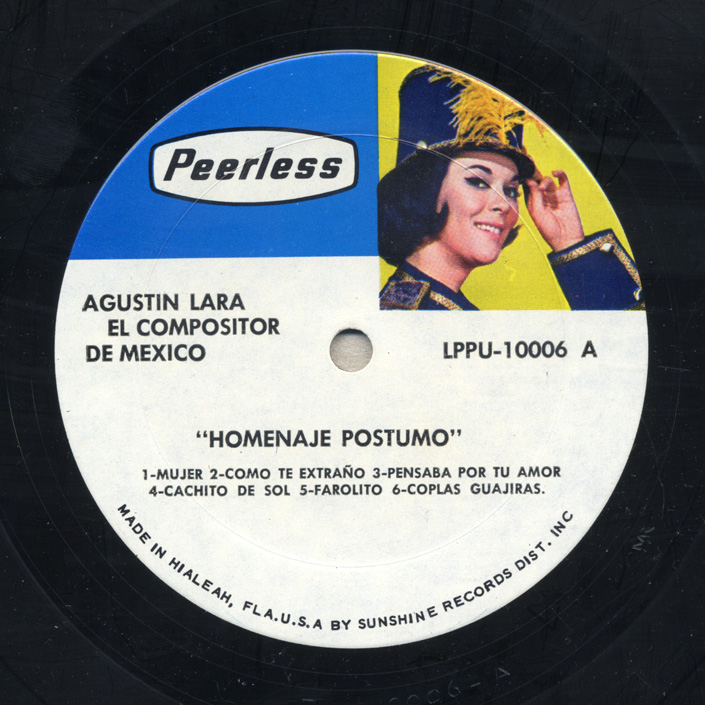 Peerless
AGUSTIN LARA
EL COMPOSITOR
DE MEXICO
LPPU-10006 A
"HOMENAJE POSTUMO"
1-MUJER 2-COMO TE EXTRAÑO 3-PENSABA POR TU AMOR
4-CACHITO DE SOL 5-FAROLITO 6-COPLAS GUAJIRAS.
MADE IN HIALEAH, FLA.U.S.A BY SUNSHINE RECORDS DIST. INC